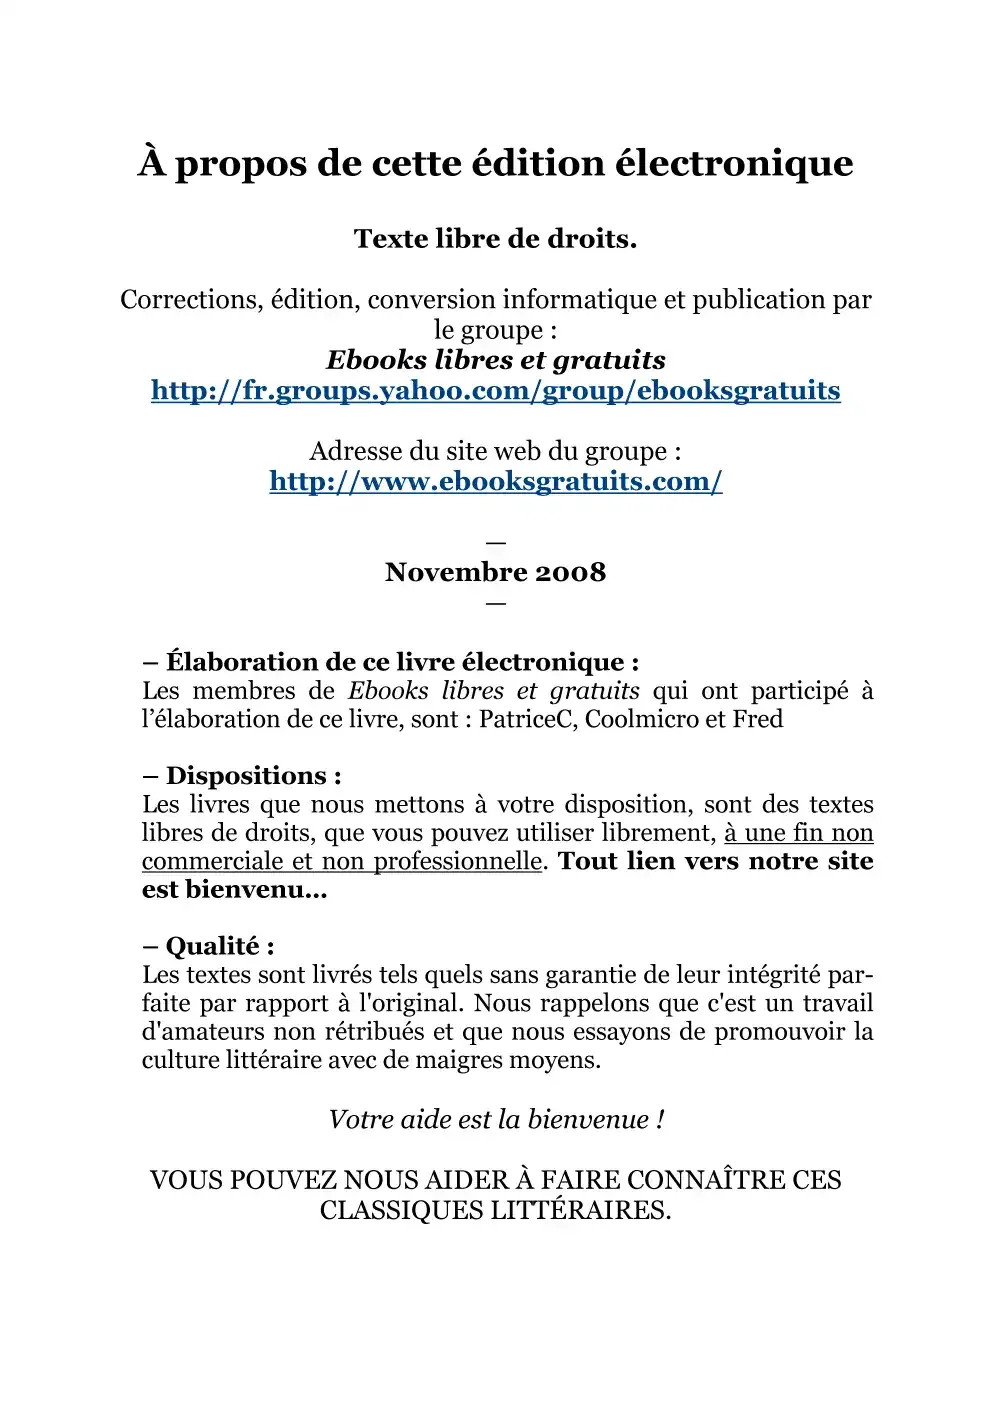 À propos de cette édition électronique
Texte libre de droits.
Corrections, édition, conversion informatique et publication par
le groupe :
Ebooks libres et gratuits
http://fr.groups.yahoo.com/group/ebooksgratuits
Adresse du site web du groupe :
http://www.ebooksgratuits.com/
—
Novembre 2008
—
– Élaboration de ce livre électronique :
Les membres de Ebooks libres et gratuits qui ont participé à
l’élaboration de ce livre, sont : PatriceC, Coolmicro et Fred
– Dispositions :
Les livres que nous mettons à votre disposition, sont des textes
libres de droits, que vous pouvez utiliser librement, à une fin non
commerciale et non professionnelle. Tout lien vers notre site
est bienvenu…
– Qualité :
Les textes sont livrés tels quels sans garantie de leur intégrité par-
faite par rapport à l'original. Nous rappelons que c'est un travail
d'amateurs non rétribués et que nous essayons de promouvoir la
culture littéraire avec de maigres moyens.
Votre aide est la bienvenue !
VOUS POUVEZ NOUS AIDER À FAIRE CONNAÎTRE CES
CLASSIQUES LITTÉRAIRES.